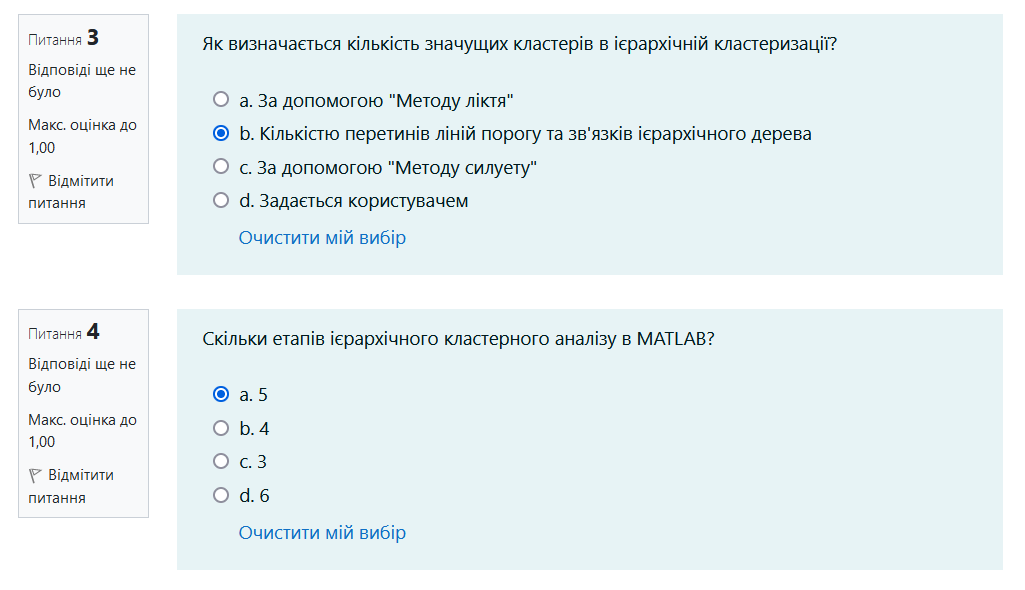 Питання 3
Відповіді ще не
було
Макс. оцінка до
1,00
Відмітити
питання
Як визначається кількість значущих кластерів в ієрархічній кластеризації?
a. За допомогою "Методу ліктя"
b. Кількістю перетинів ліній порогу та зв'язків ієрархічного дерева
c. За допомогою "Методу силуету"
d. Задається користувачем
Очистити мій вибір
Питання 4
Відповіді ще не
було
Макс. оцінка до
1,00
Відмітити
питання
Скільки етапів ієрархічного кластерного аналізу в MATLAB?
a. 5
b. 4
c. 3
d. 6
Очистити мій вибір